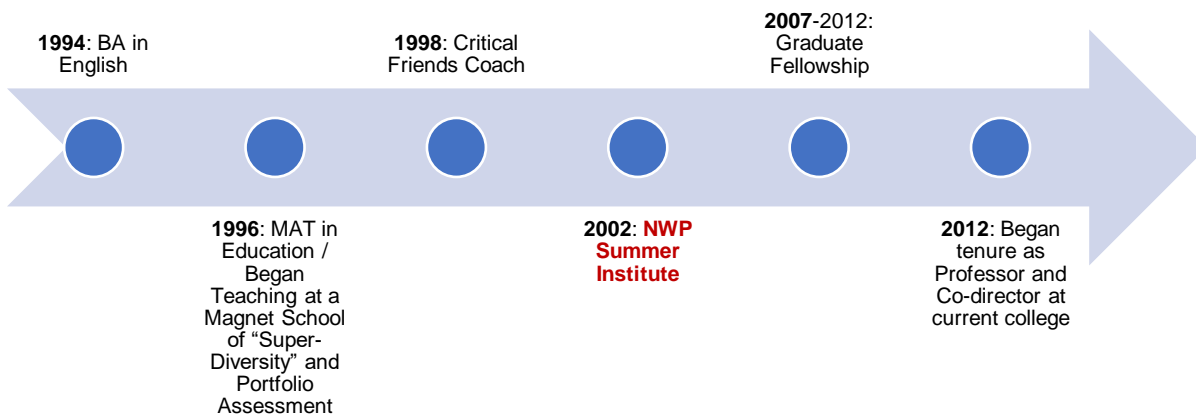 1994: BA in
English
1996: MAT in
Education /
Began
Teaching at a
Magnet School
of “Super-
Diversity” and
Portfolio
Assessment
1998: Critical
Friends Coach
2002: NWP
Summer
Institute
2007-2012:
Graduate
Fellowship
2012: Began
tenure as
Professor and
Co-director at
current college